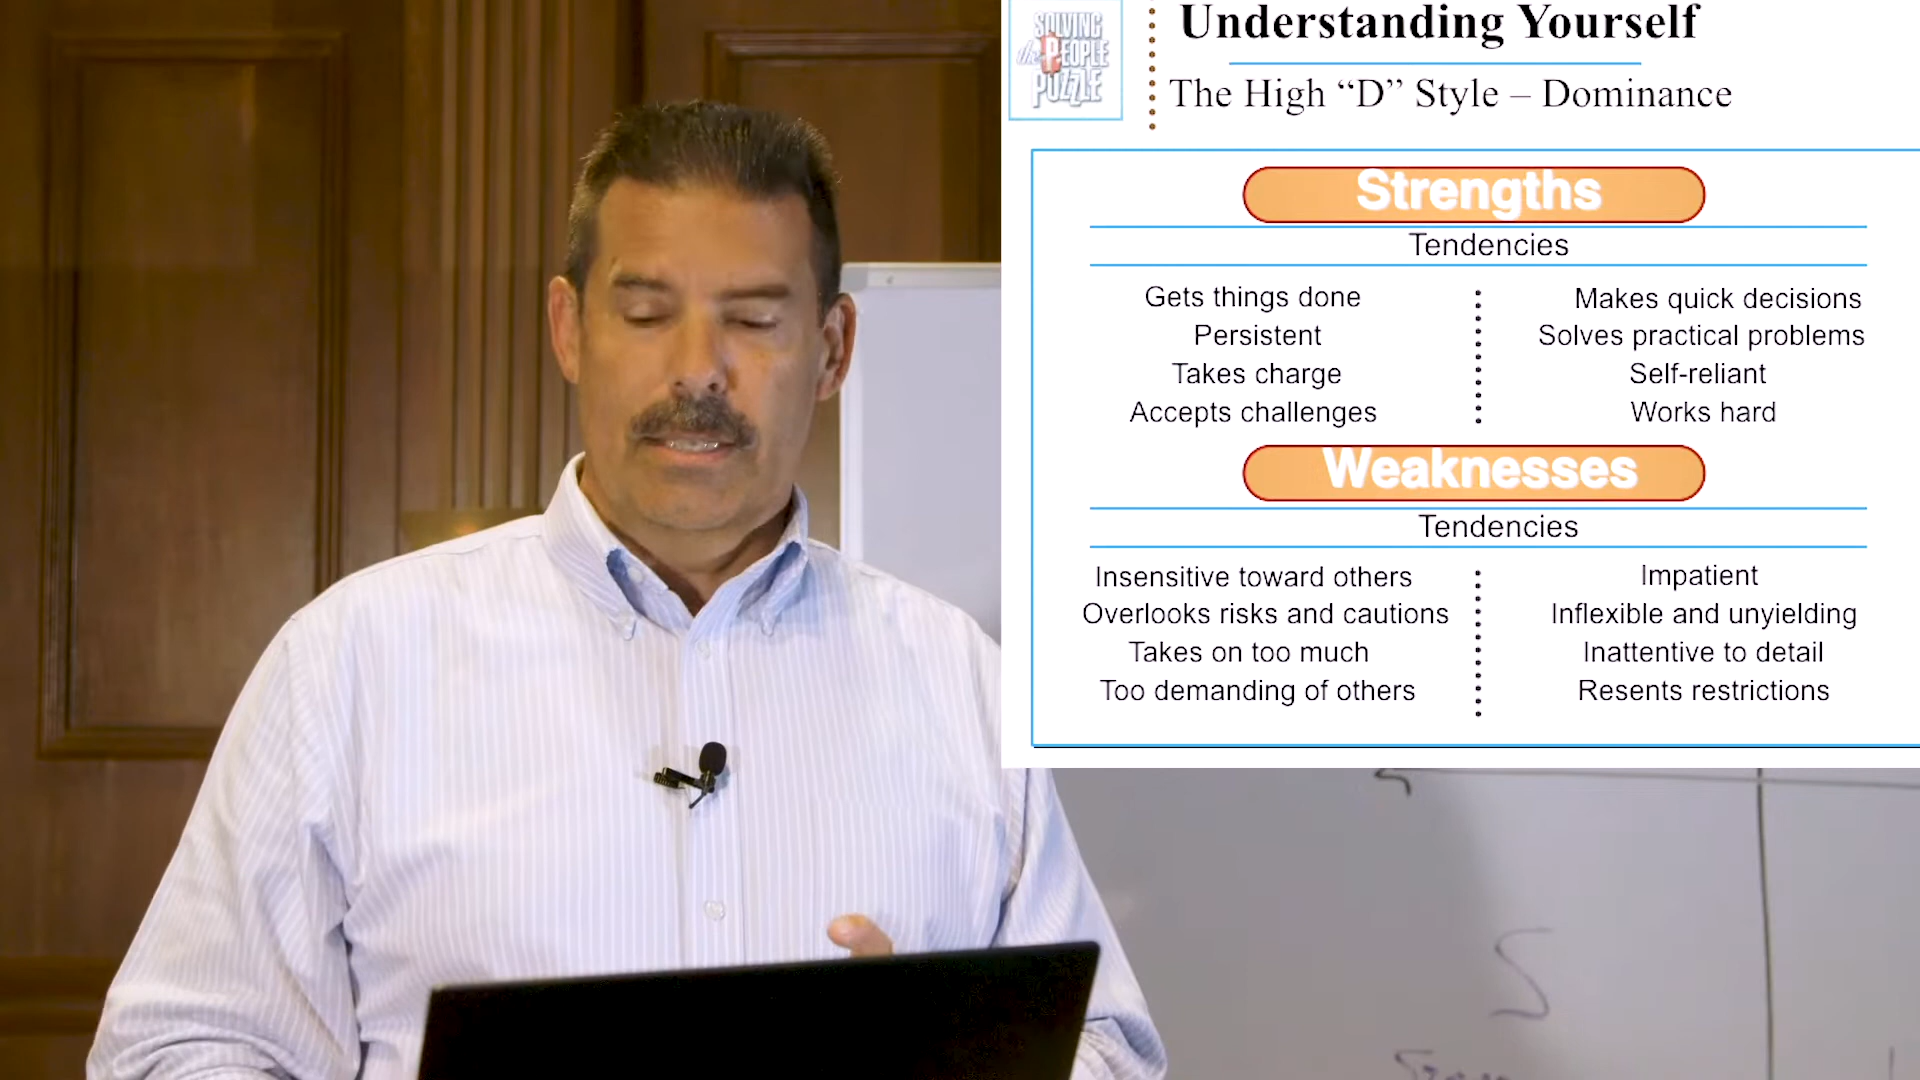 SOLVING
the PEOPLE
PUZZLE
Understanding Yourself
The High “D” Style – Dominance
Strengths
Tendencies
Gets things done
Persistent
Takes charge
Accepts challenges
Makes quick decisions
Solves practical problems
Self-reliant
Works hard
Weaknesses
Tendencies
Insensitive toward others
Overlooks risks and cautions
Takes on too much
Too demanding of others
Impatient
Inflexible and unyielding
Inattentive to detail
Resents restrictions
S